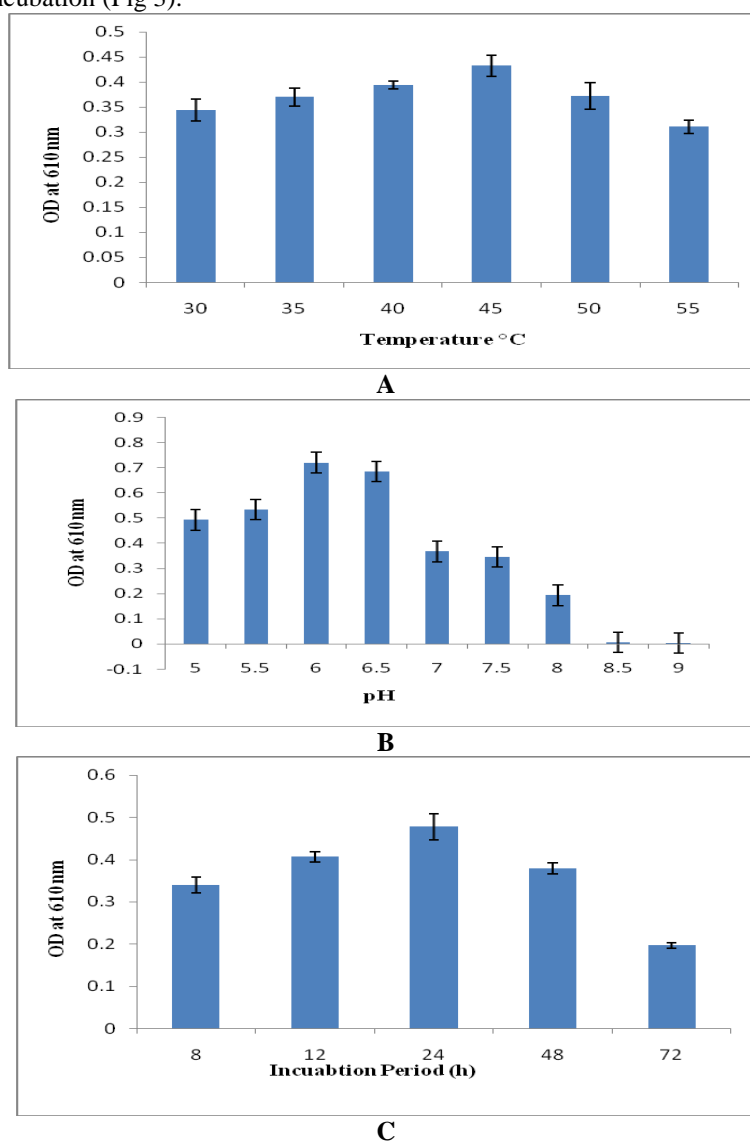 ncubation (Fig 3).
0.5
0.45
0.4
0.35
0.3
0.25
0.2
0.15
0.1
0.05
0
OD at 610nm
30 35 40 45 50 55
Temperature °C
A
0.9
0.8
0.7
0.6
0.5
0.4
0.3
0.2
0.1
0
-0.1
OD at 610nm
5 5.5 6 6.5 7 7.5 8 8.5 9
pH
B
0.6
0.5
0.4
0.3
0.2
0.1
0
OD at 610nm
8 12 24 48 72
Incuabtion Period (h)
C